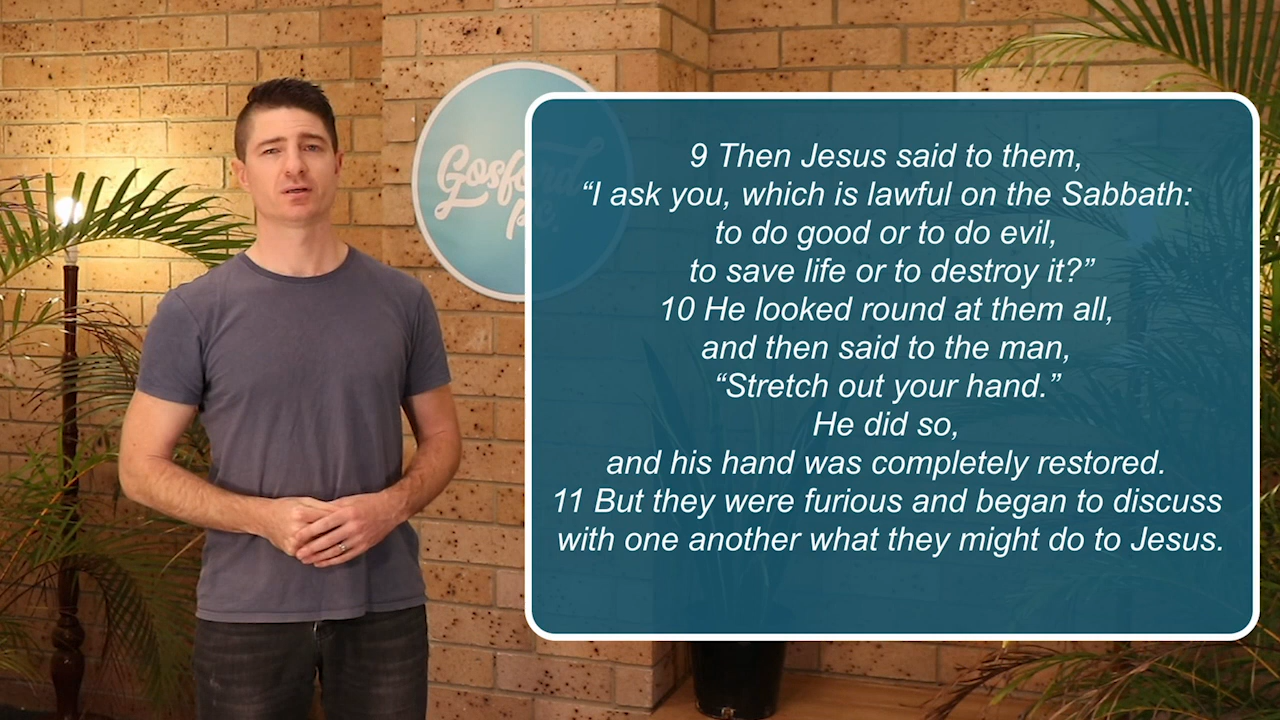 Gosford
9 Then Jesus said to them,
“I ask you, which is lawful on the Sabbath:
to do good or to do evil,
to save life or to destroy it?”
10 He looked round at them all,
and then said to the man,
“Stretch out your hand.”
He did so,
and his hand was completely restored.
11 But they were furious and began to discuss
with one another what they might do to Jesus.